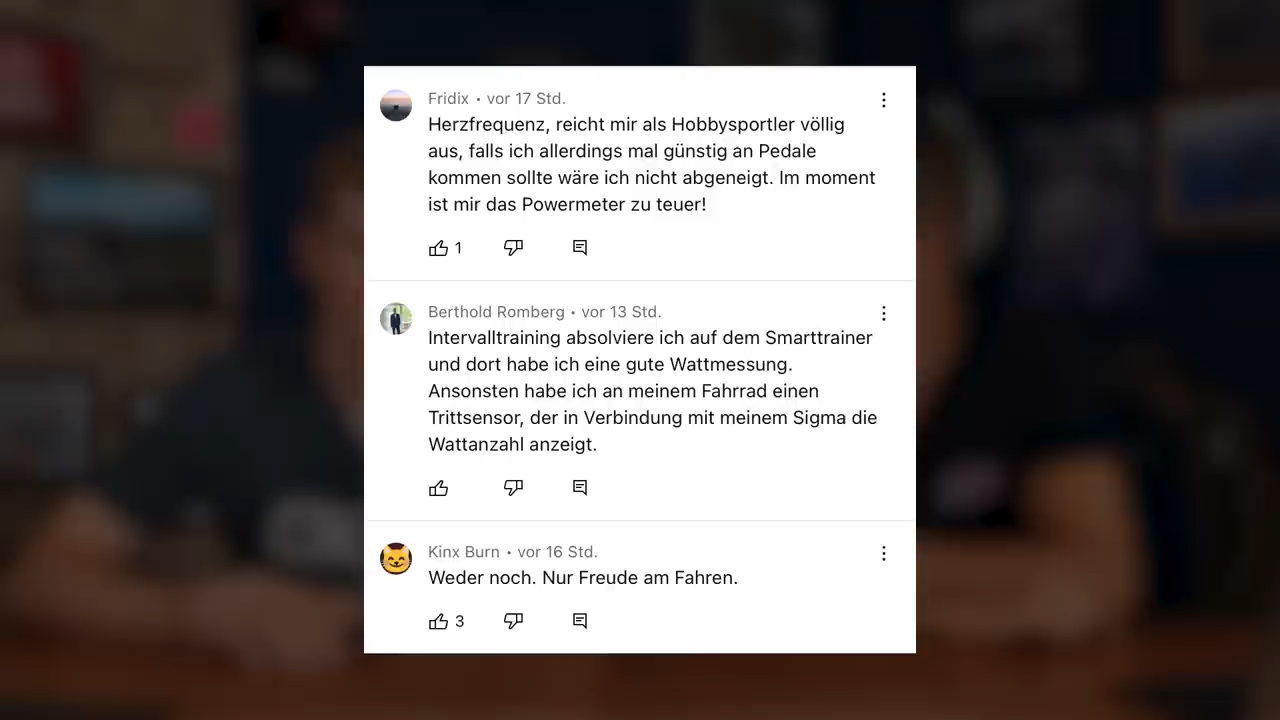 Fridix • vor 17 Std.
Herzfrequenz, reicht mir als Hobbysportler völlig
aus, falls ich allerdings mal günstig an Pedale
kommen sollte wäre ich nicht abgeneigt. Im moment
ist mir das Powermeter zu teuer!
1
Berthold Romberg • vor 13 Std.
Intervalltraining absolviere ich auf dem Smarttrainer
und dort habe ich eine gute Wattmessung.
Ansonsten habe ich an meinem Fahrrad einen
Trittsensor, der in Verbindung mit meinem Sigma die
Wattanzahl anzeigt.
Kinx Burn • vor 16 Std.
Weder noch. Nur Freude am Fahren.
3